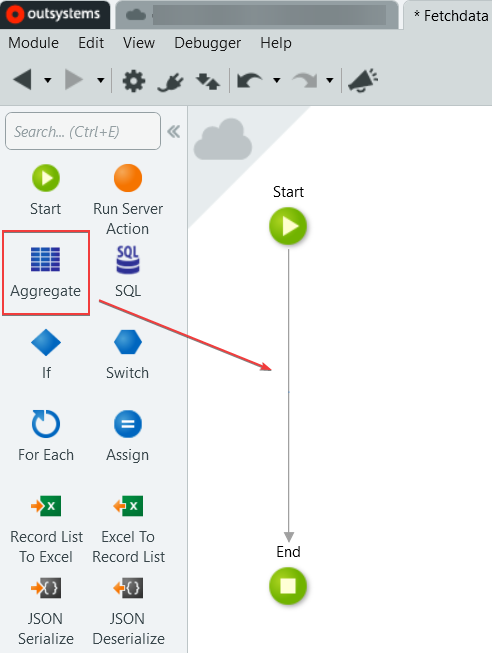 outsystems
* Fetchdata
Module Edit View Debugger Help
Search... (Ctrl+E)
Start
Run Server
Action
Aggregate
SQL
SQL
If
Switch
For Each
Assign
X
X
Record List
To Excel
Excel To
Record List
{}
{}
JSON
Serialize
JSON
Deserialize
Start
End